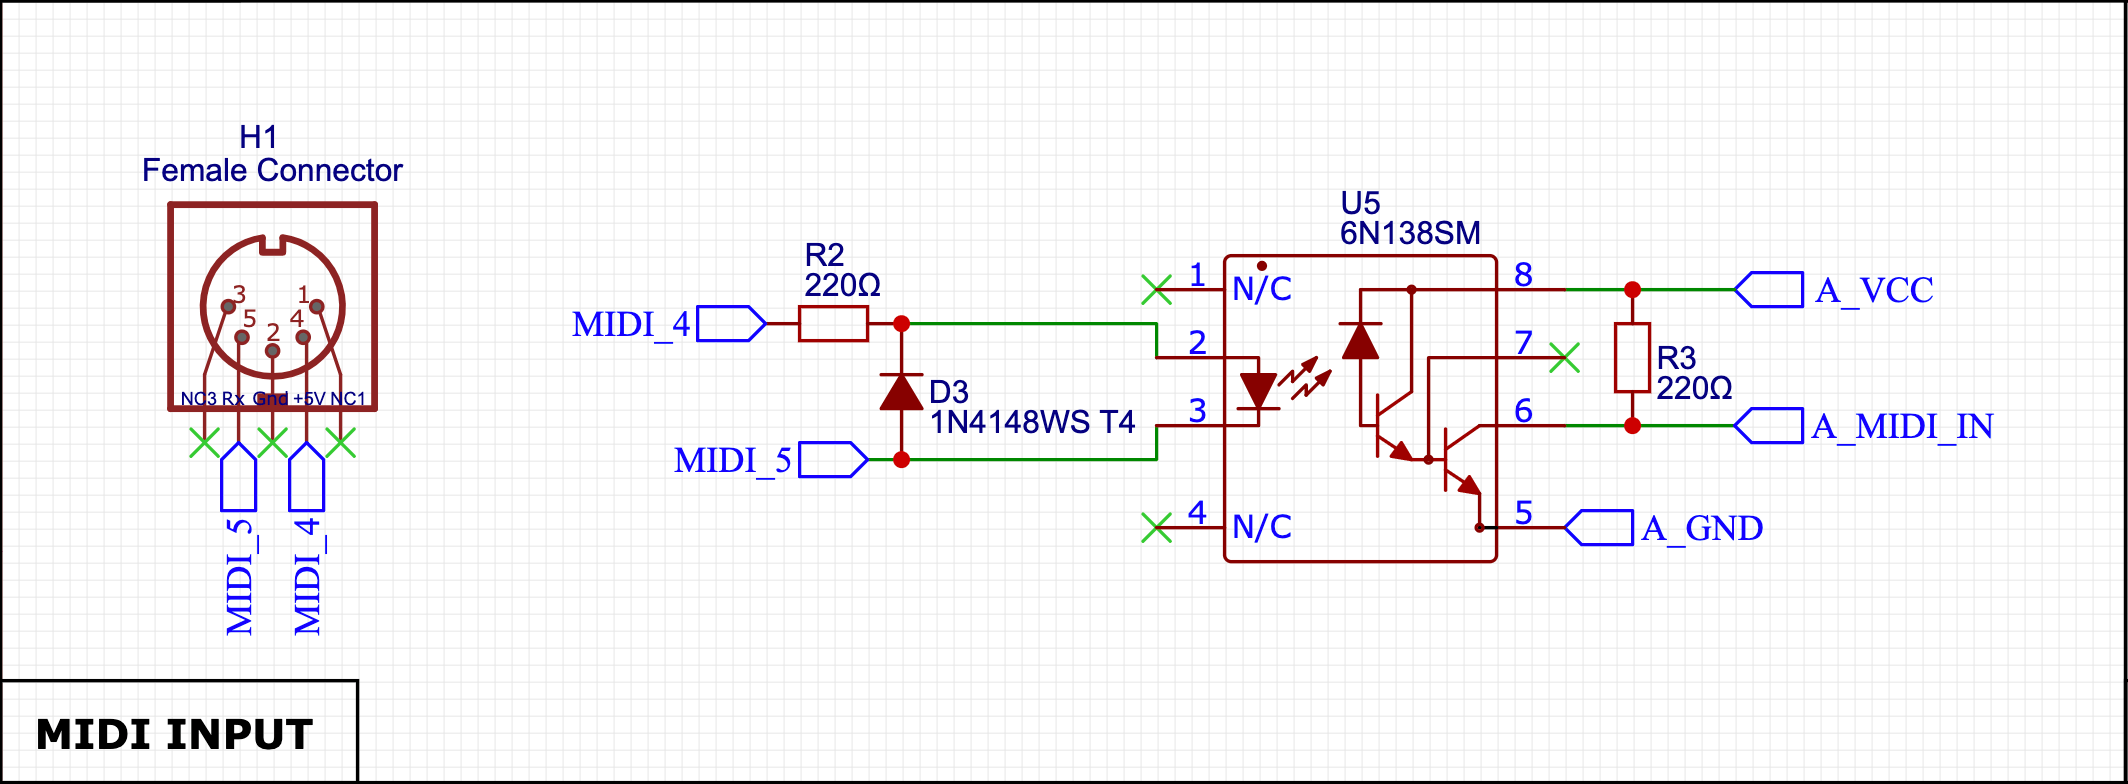 H1
Female Connector
3
1
5
4
2
NC3 Rx Gnd +5V NC1
MIDI_5
MIDI_4
R2
220Ω
MIDI_4
D3
1N4148WS T4
MIDI_5
U5
6N138SM
1
N/C
2
3
4
N/C
8
7
6
5
R3
220Ω
A_VCC
A_MIDI_IN
A_GND
MIDI INPUT